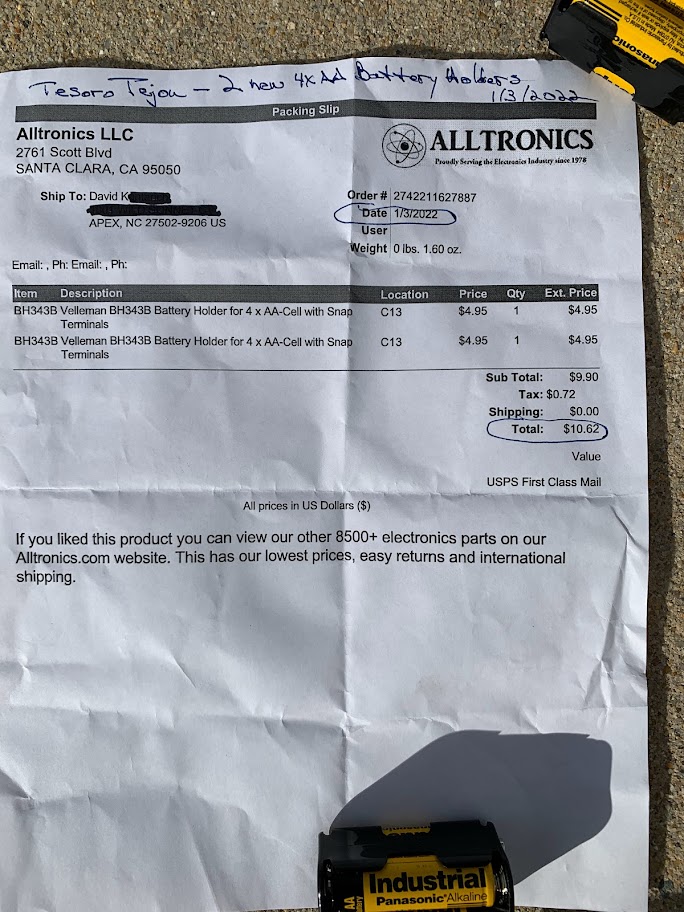 Tesoro Tejon - 2 new 4xAA Battery Holders
1/3/2022
Packing Slip
Alltronics LLC
2761 Scott Blvd
SANTA CLARA, CA 95050
ALLTRONICS
Proudly Serving the Electronics Industry since 1978
Ship To: David K
APEX, NC 27502-9206 US
Order # 2742211627887
Date 1/3/2022
User
Weight 0 lbs. 1.60 oz.
Email: , Ph: Email: , Ph:
Item Description Location Price Qty Ext. Price
BH343B Velleman BH343B Battery Holder for 4 x AA-Cell with Snap C13 $4.95 1 $4.95
Terminals
BH343B Velleman BH343B Battery Holder for 4 x AA-Cell with Snap C13 $4.95 1 $4.95
Terminals
Sub Total: $9.90
Tax: $0.72
Shipping: $0.00
Total: $10.62
Value
USPS First Class Mail
All prices in US Dollars ($)
If you liked this product you can view our other 8500+ electronics parts on our
Alltronics.com website. This has our lowest prices, easy returns and international
shipping.
Industrial
Panasonic Alkaline
AA